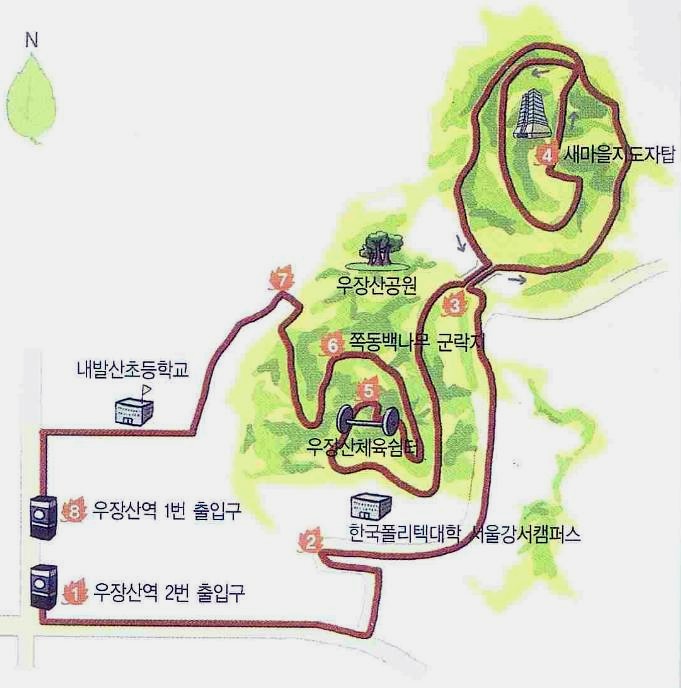 N
4 새마을지도자탑
7
우장산공원
3
6 쪽동백나무 군락지
내발산초등학교
5
우장산체육쉼터
8 우장산역 1번 출입구
한국폴리텍대학 서울강서캠퍼스
2
1 우장산역 2번 출입구